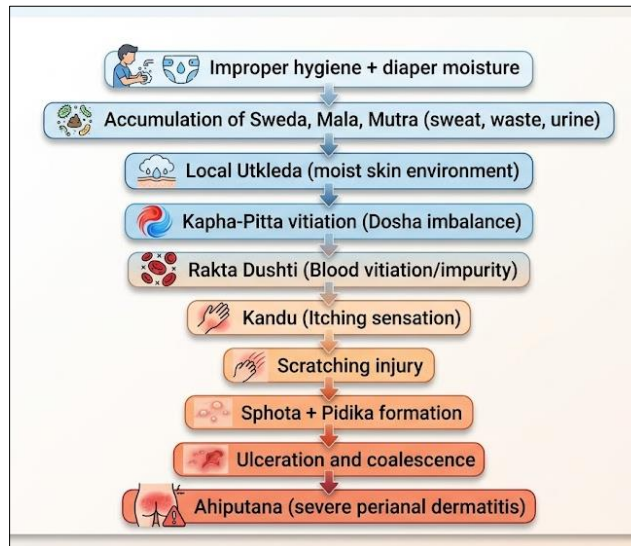 Improper hygiene + diaper moisture
Accumulation of Sweda, Mala, Mutra (sweat, waste, urine)
Local Utkleda (moist skin environment)
Kapha-Pitta vitiation (Dosha imbalance)
Rakta Dushti (Blood vitiation/impurity)
Kandu (Itching sensation)
Scratching injury
Sphota + Pidika formation
Ulceration and coalescence
Ahiputana (severe perianal dermatitis)